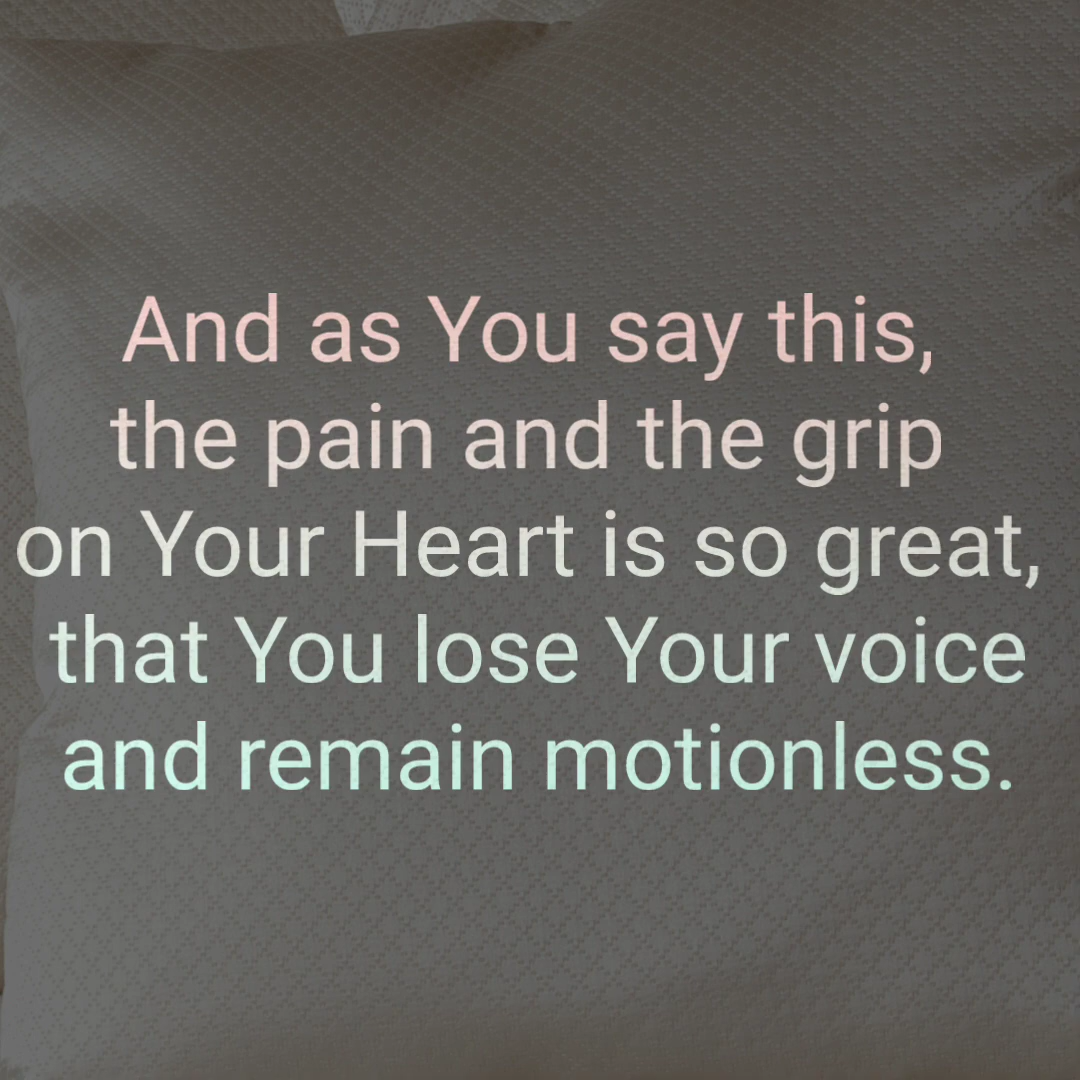 And as You say this,
the pain and the grip
on Your Heart is so great,
that You lose Your voice
and remain motionless.